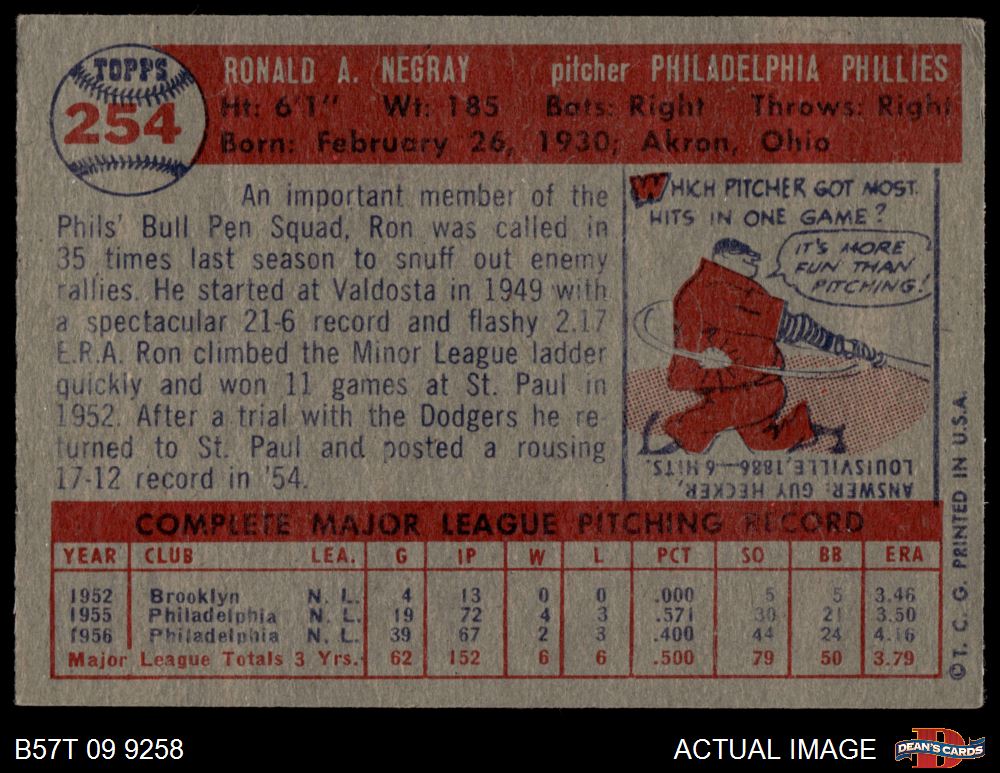 TOPPS
254
RONALD A. NEGRAY pitcher PHILADELPHIA PHILLIES
Ht: 6'1" Wt: 185 Bats: Right Throws: Right
Born: February 26, 1930; Akron, Ohio
An important member of the
Phils' Bull Pen Squad, Ron was called in
35 times last season to snuff out enemy
rallies. He started at Valdosta in 1949 with
a spectacular 21-6 record and flashy 2.17
E.R.A. Ron climbed the Minor League ladder
quickly and won 11 games at St. Paul in
1952. After a trial with the Dodgers he re-
turned to St. Paul and posted a rousing
17-12 record in '54.
WHICH PITCHER GOT MOST
HITS IN ONE GAME?
IT'S MORE
FUN THAN
PITCHING!
ANSWER: GUY HECKER,
LOUISVILLE, 1886—6 HITS.
COMPLETE MAJOR LEAGUE PITCHING RECORD
YEAR CLUB LEA. G IP W L PCT SO BB ERA
1952 Brooklyn N. L. 4 13 0 0 .000 5 5 3.46
1955 Philadelphia N. L. 19 72 4 3 .571 30 21 3.50
1956 Philadelphia N. L. 39 67 2 3 .400 44 24 4.16
Major League Totals 3 Yrs. 62 152 6 6 .500 79 50 3.79
© T. C. G. PRINTED IN U.S.A.
B57T 09 9258
ACTUAL IMAGE
DEAN'S CARDS